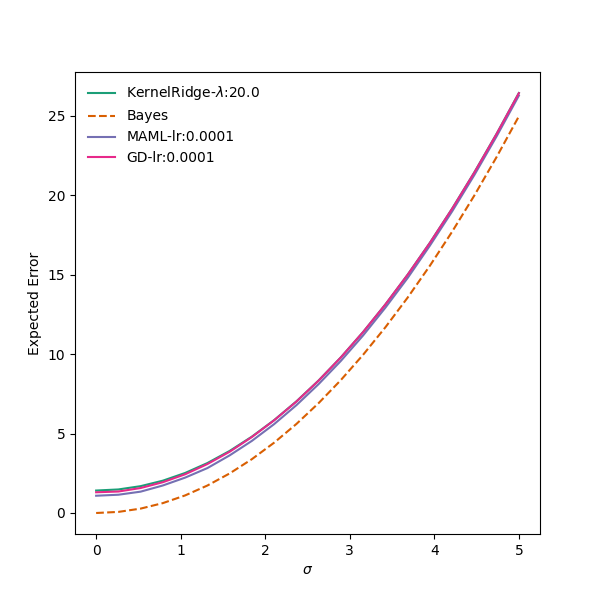 KernelRidge-λ:20.0
Bayes
MAML-lr:0.0001
GD-lr:0.0001
Expected Error
25
20
15
10
5
0
0 1 2 3 4 5
σ